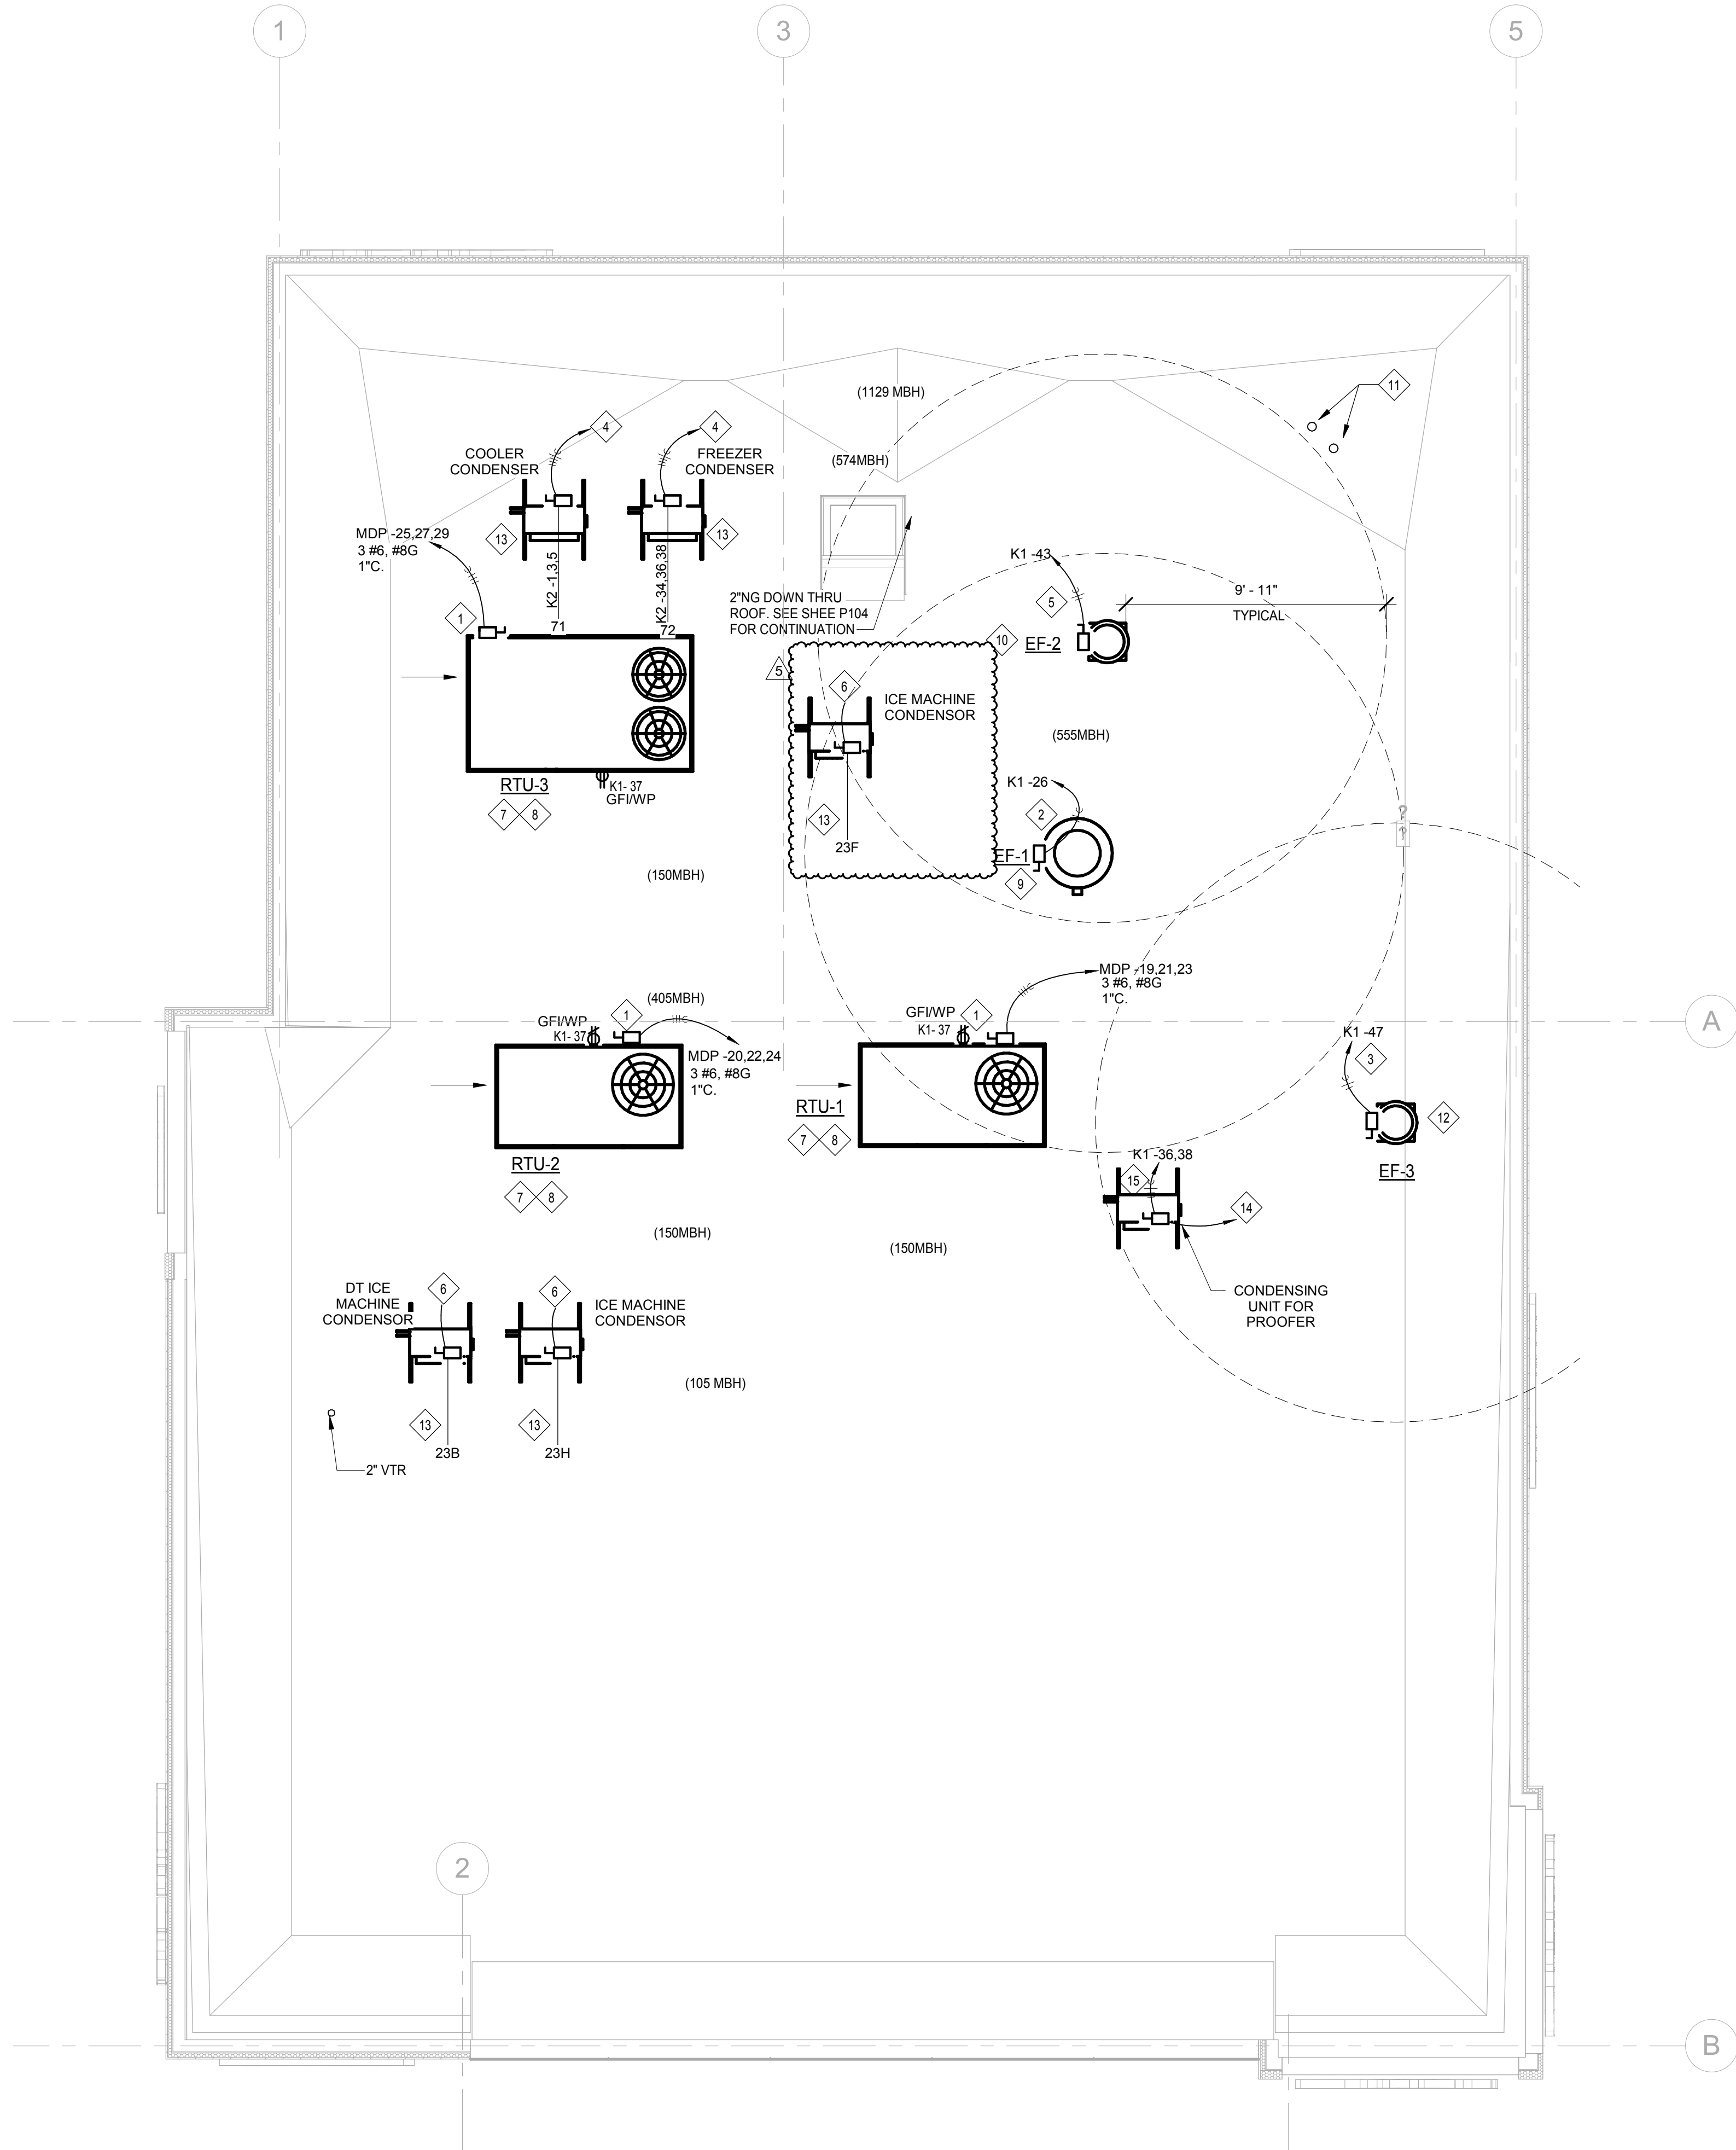 1
3
5
(1129 MBH)
11
4
4
COOLER
CONDENSER
FREEZER
CONDENSER
(574MBH)
MDP -25,27,29
3 #6, #8G
1"C.
13
13
K2 -1,3,5
K2 -34,36,38
K1 -43
2"NG DOWN THRU
ROOF. SEE SHEE P104
FOR CONTINUATION
5
9' - 11"
TYPICAL
1
71
72
EF-2
10
5
6
ICE MACHINE
CONDENSOR
(555MBH)
RTU-3
K1- 37
GFI/WP
7
8
K1 -26
2
13
23F
EF-1
9
(150MBH)
MDP -19,21,23
3 #6, #8G
1"C.
(405MBH)
GFI/WP
K1- 37
1
GFI/WP
K1- 37
1
A
K1 -47
3
MDP -20,22,24
3 #6, #8G
1"C.
RTU-1
7
8
12
EF-3
RTU-2
7
8
K1 -36,38
15
14
(150MBH)
(150MBH)
DT ICE
MACHINE
CONDENSOR
6
6
ICE MACHINE
CONDENSOR
CONDENSING
UNIT FOR
PROOFER
(105 MBH)
13
13
23B
23H
2" VTR
2
B